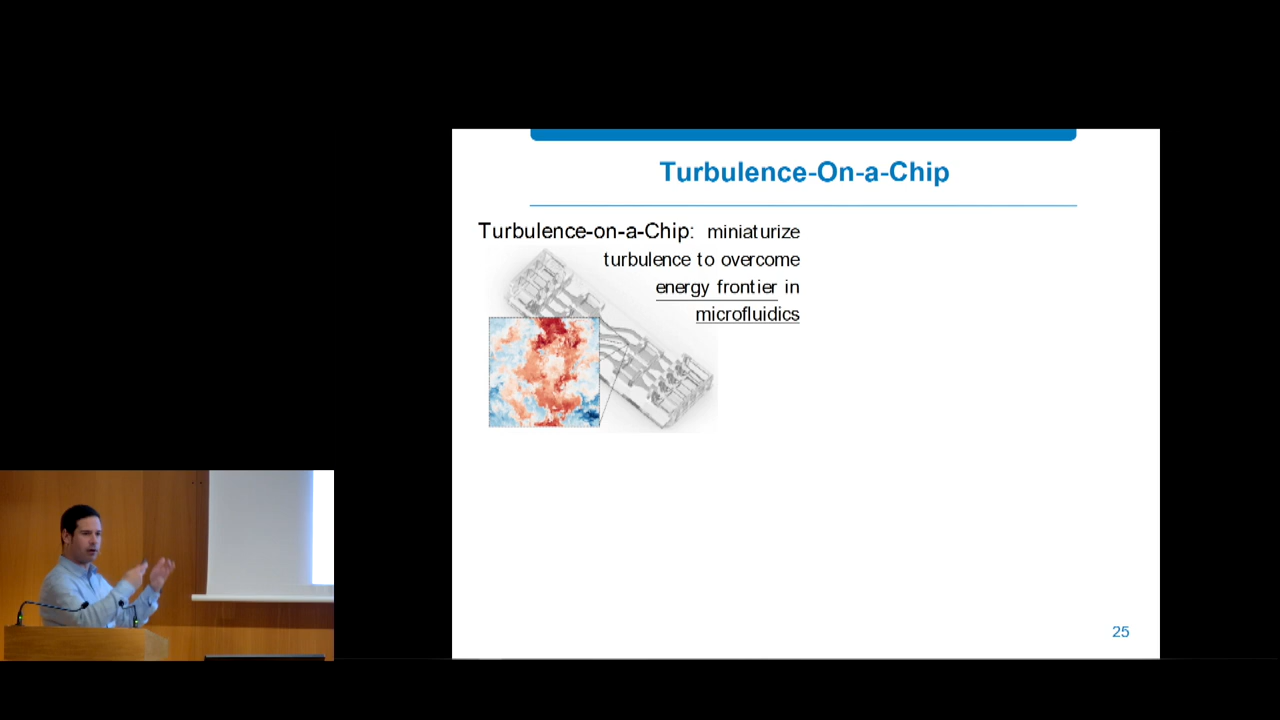 Turbulence-On-a-Chip
Turbulence-on-a-Chip: miniaturize
turbulence to overcome
energy frontier in
microfluidics
25